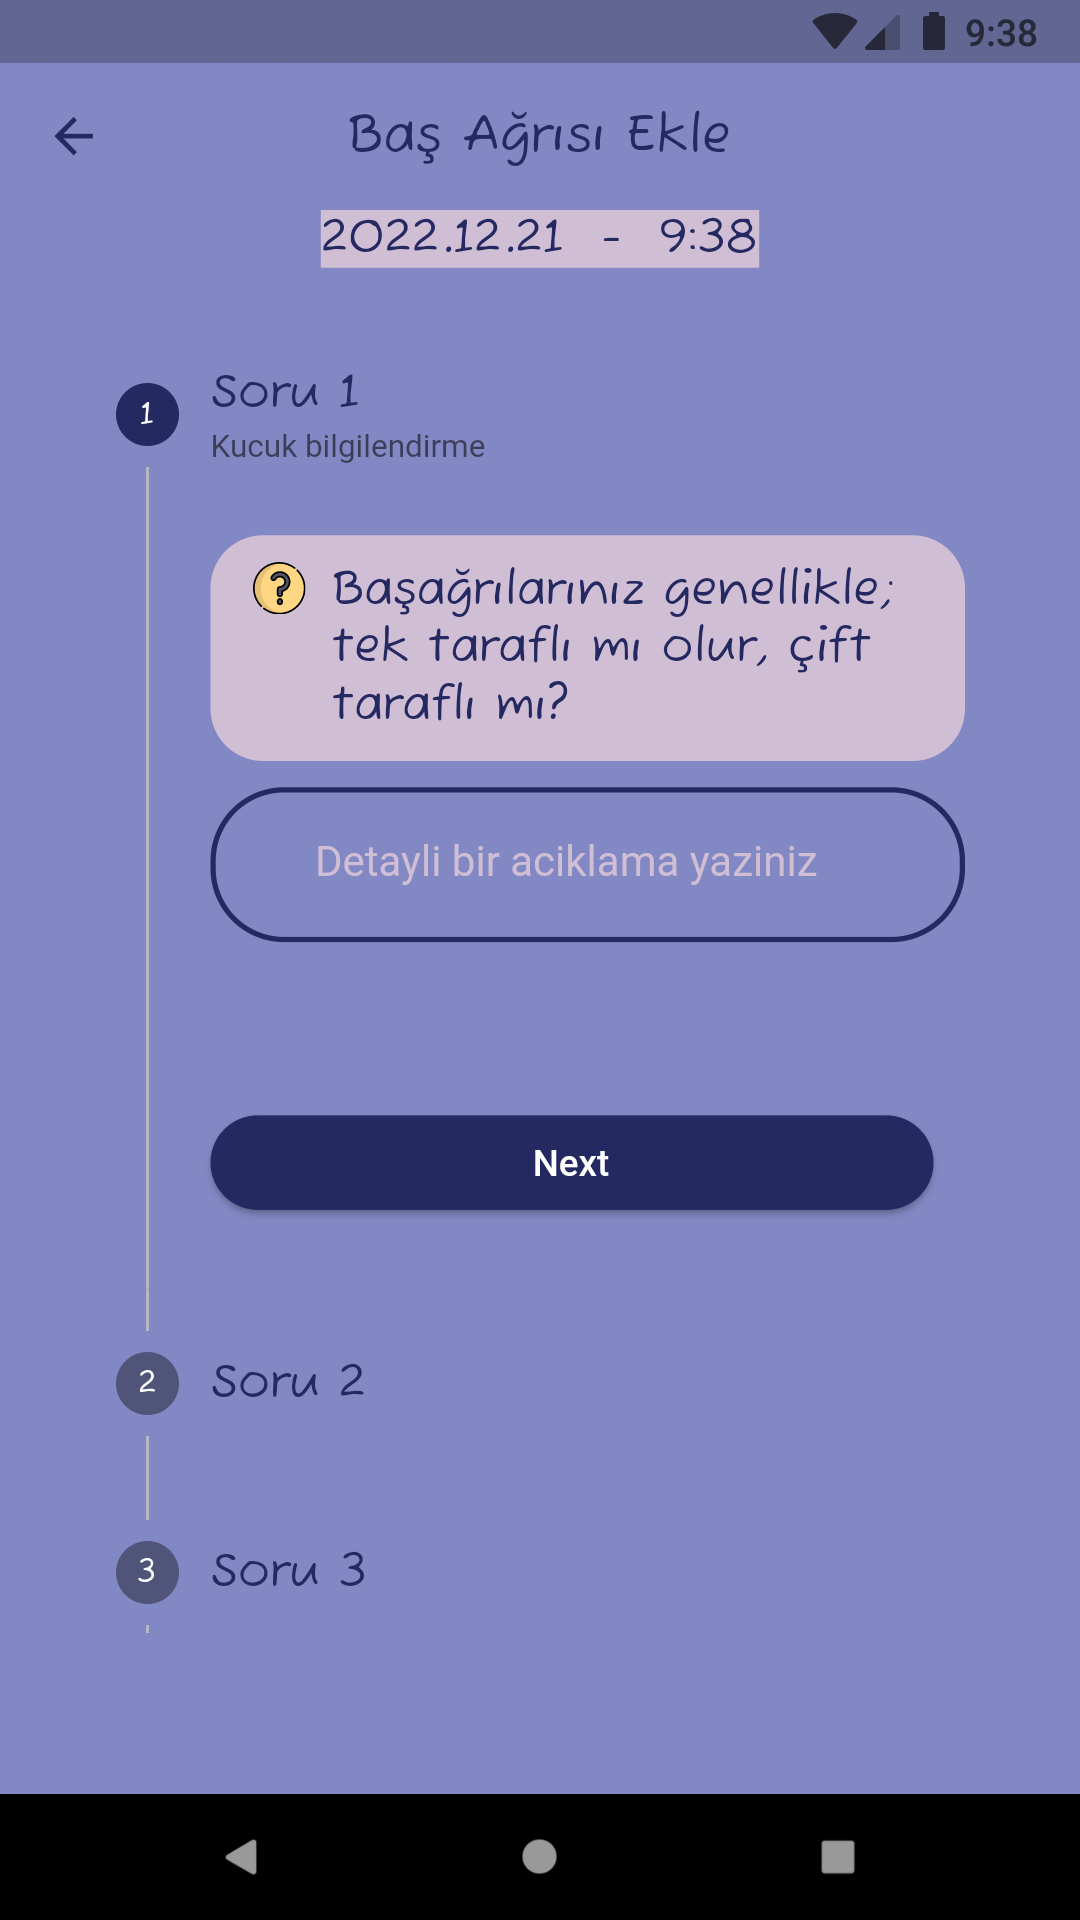 9:38
Baş Ağrısı Ekle
2022.12.21 - 9:38
1
Soru 1
Kucuk bilgilendirme
?
Başağrılarınız genellikle;
tek taraflı mı olur, çift
taraflı mı?
Detayli bir aciklama yaziniz
Next
2
Soru 2
3
Soru 3